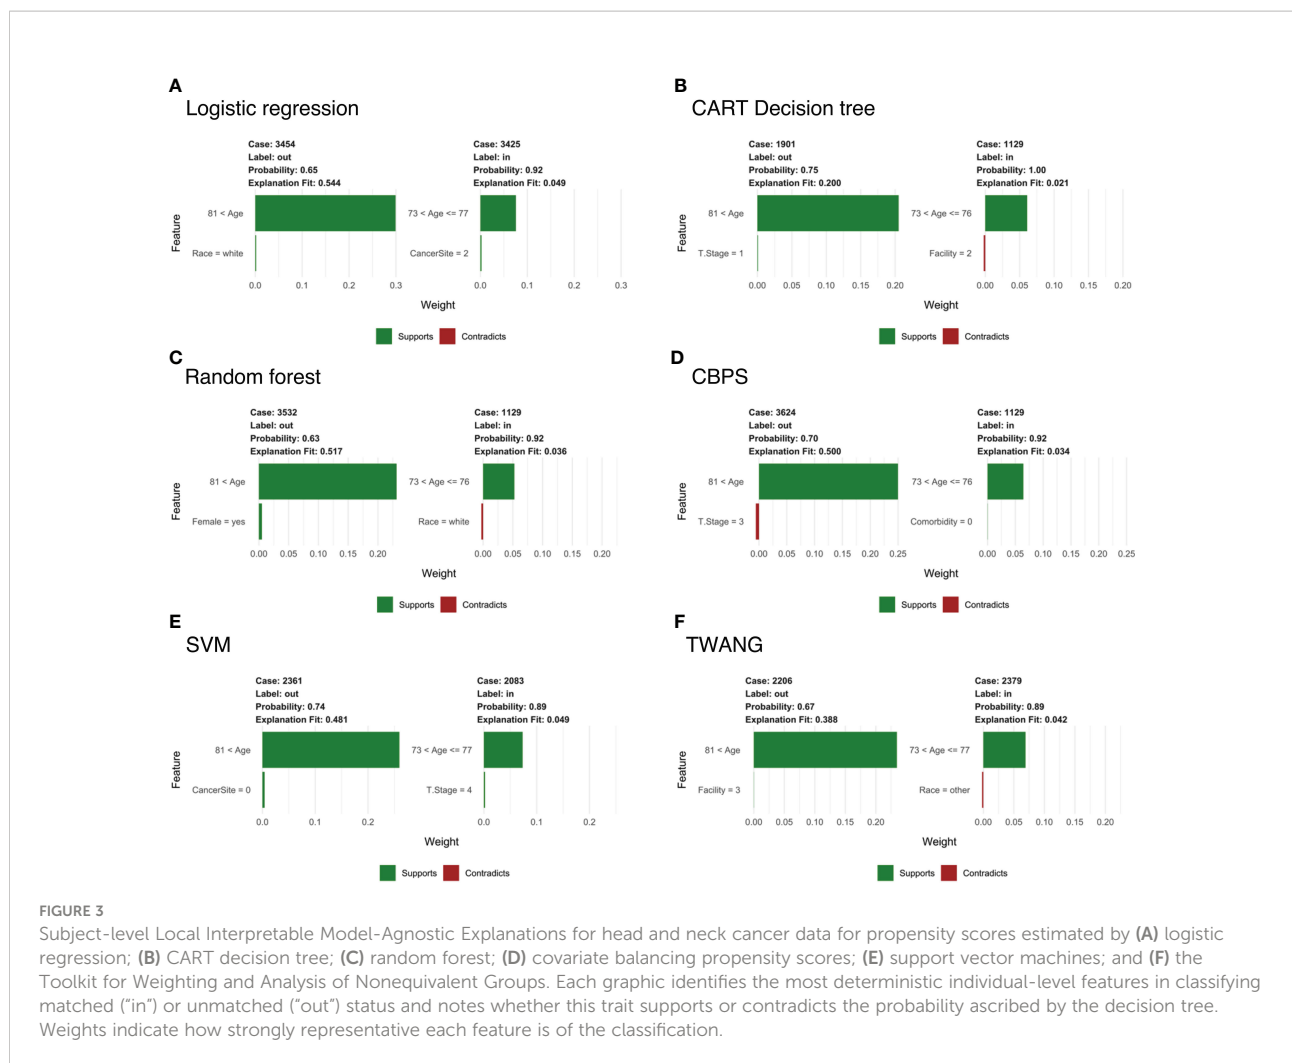 A
Logistic regression
Case: 3454
Label: out
Probability: 0.65
Explanation Fit: 0.544
Case: 3425
Label: in
Probability: 0.92
Explanation Fit: 0.049
Feature
81 < Age
Race = white
73 < Age <= 77
CancerSite = 2
0.0 0.1 0.2 0.3
0.0 0.1 0.2 0.3
Weight
Supports Contradicts
B
CART Decision tree
Case: 1901
Label: out
Probability: 0.75
Explanation Fit: 0.200
Case: 1129
Label: in
Probability: 1.00
Explanation Fit: 0.021
Feature
81 < Age
T.Stage = 1
73 < Age <= 76
Facility = 2
0.00 0.05 0.10 0.15 0.20
0.00 0.05 0.10 0.15 0.20
Weight
Supports Contradicts
C
Random forest
Case: 3532
Label: out
Probability: 0.63
Explanation Fit: 0.517
Case: 1129
Label: in
Probability: 0.92
Explanation Fit: 0.036
Feature
81 < Age
Female = yes
73 < Age <= 76
Race = white
0.00 0.05 0.10 0.15 0.20
0.00 0.05 0.10 0.15 0.20
Weight
Supports Contradicts
D
CBPS
Case: 3624
Label: out
Probability: 0.70
Explanation Fit: 0.500
Case: 1129
Label: in
Probability: 0.92
Explanation Fit: 0.034
Feature
81 < Age
T.Stage = 3
73 < Age <= 76
Comorbidity = 0
0.00 0.05 0.10 0.15 0.20 0.25
0.00 0.05 0.10 0.15 0.20 0.25
Weight
Supports Contradicts
E
SVM
Case: 2361
Label: out
Probability: 0.74
Explanation Fit: 0.481
Case: 2083
Label: in
Probability: 0.89
Explanation Fit: 0.049
Feature
81 < Age
CancerSite = 0
73 < Age <= 77
T.Stage = 4
0.0 0.1 0.2
0.0 0.1 0.2
Weight
Supports Contradicts
F
TWANG
Case: 2206
Label: out
Probability: 0.67
Explanation Fit: 0.388
Case: 2379
Label: in
Probability: 0.89
Explanation Fit: 0.042
Feature
81 < Age
Facility = 3
73 < Age <= 77
Race = other
0.00 0.05 0.10 0.15 0.20
0.00 0.05 0.10 0.15 0.20
Weight
Supports Contradicts
FIGURE 3
Subject-level Local Interpretable Model-Agnostic Explanations for head and neck cancer data for propensity scores estimated by (A) logistic
regression; (B) CART decision tree; (C) random forest; (D) covariate balancing propensity scores; (E) support vector machines; and (F) the
Toolkit for Weighting and Analysis of Nonequivalent Groups. Each graphic identifies the most deterministic individual-level features in classifying
matched (“in”) or unmatched (“out”) status and notes whether this trait supports or contradicts the probability ascribed by the decision tree.
Weights indicate how strongly representative each feature is of the classification.